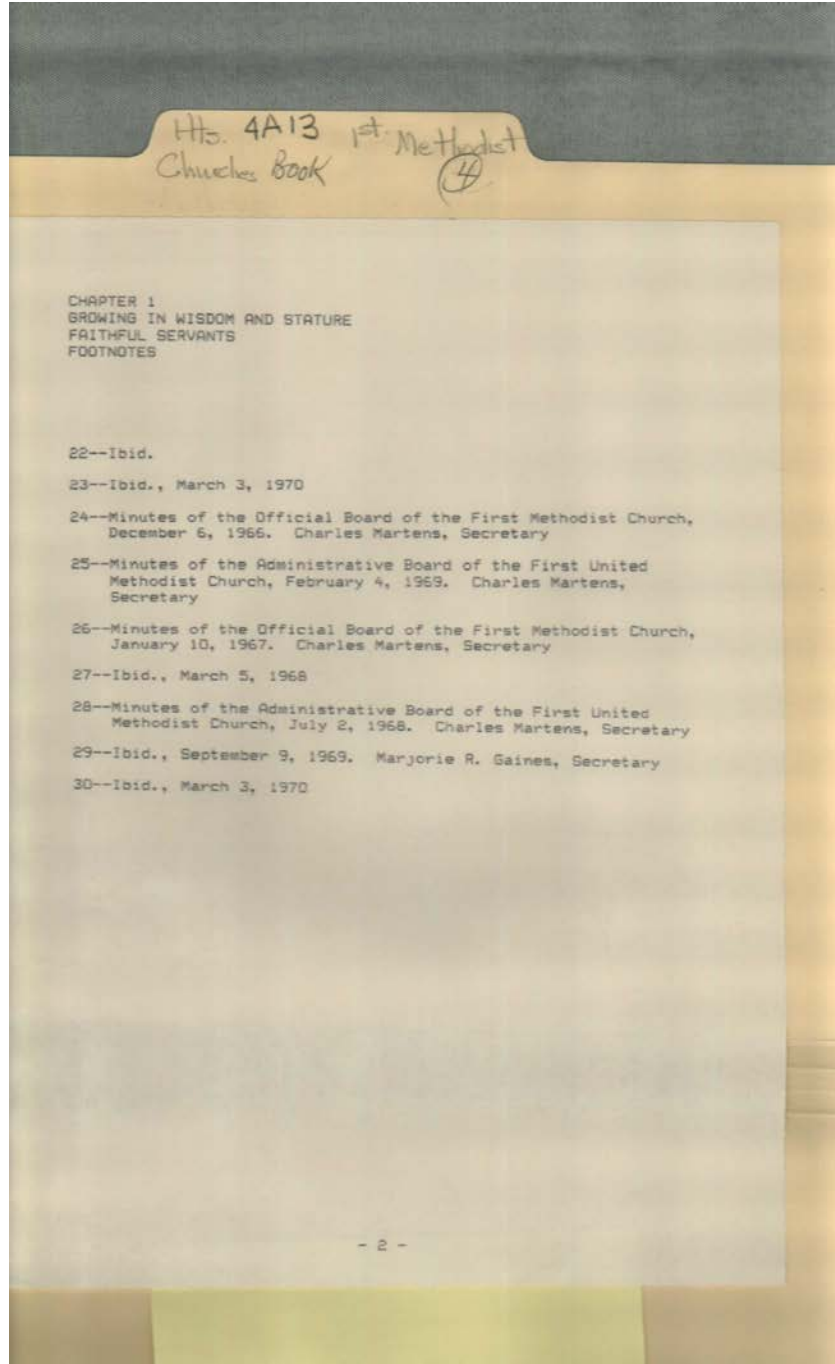 Hts. 4A13 1st. Methodist
Churches Book 4
CHAPTER 1
GROWING IN WISDOM AND STATURE
FAITHFUL SERVANTS
FOOTNOTES
22--Ibid.
23--Ibid., March 3, 1970
24--Minutes of the Official Board of the First Methodist Church,
December 6, 1966. Charles Martens, Secretary
25--Minutes of the Administrative Board of the First United
Methodist Church, February 4, 1969. Charles Martens,
Secretary
26--Minutes of the Official Board of the First Methodist Church,
January 10, 1967. Charles Martens, Secretary
27--Ibid., March 5, 1968
28--Minutes of the Administrative Board of the First United
Methodist Church, July 2, 1968. Charles Martens, Secretary
29--Ibid., September 9, 1969. Marjorie R. Gaines, Secretary
30--Ibid., March 3, 1970
- 2 -